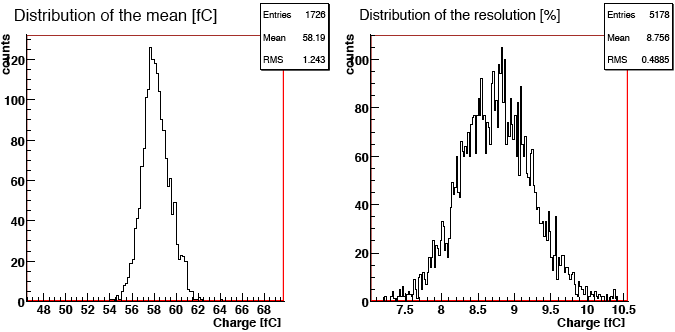 Distribution of the mean [fC]
Entries 1726
Mean 58.19
RMS 1.243
counts
120
100
80
60
40
20
0
48 50 52 54 56 58 60 62 64 66 68
Charge [fC]
Distribution of the resolution [%]
Entries 5178
Mean 8.756
RMS 0.4885
counts
100
80
60
40
20
0
7.5 8 8.5 9 9.5 10 10.5
Charge [fC]